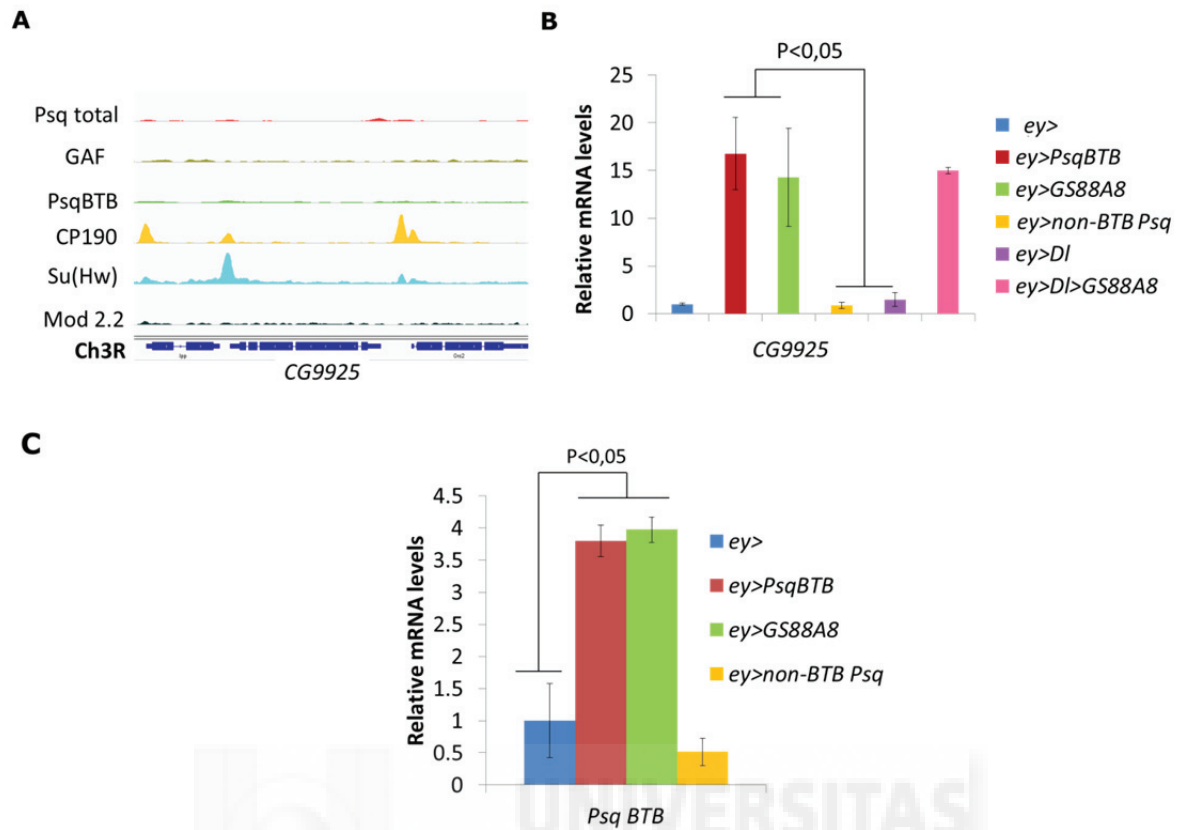 A
Psq total
GAF
PsqBTB
CP190
Su(Hw)
Mod 2.2
Ch3R
CG9925
B
P<0,05
Relative mRNA levels
25
20
15
10
5
0
CG9925
ey>
ey>PsqBTB
ey>GS88A8
ey>non-BTB Psq
ey>Dl
ey>Dl>GS88A8
C
P<0,05
Relative mRNA levels
4.5
4
3.5
3
2.5
2
1.5
1
0.5
0
Psq BTB
ey>
ey>PsqBTB
ey>GS88A8
ey>non-BTB Psq
UNIVERSITAS